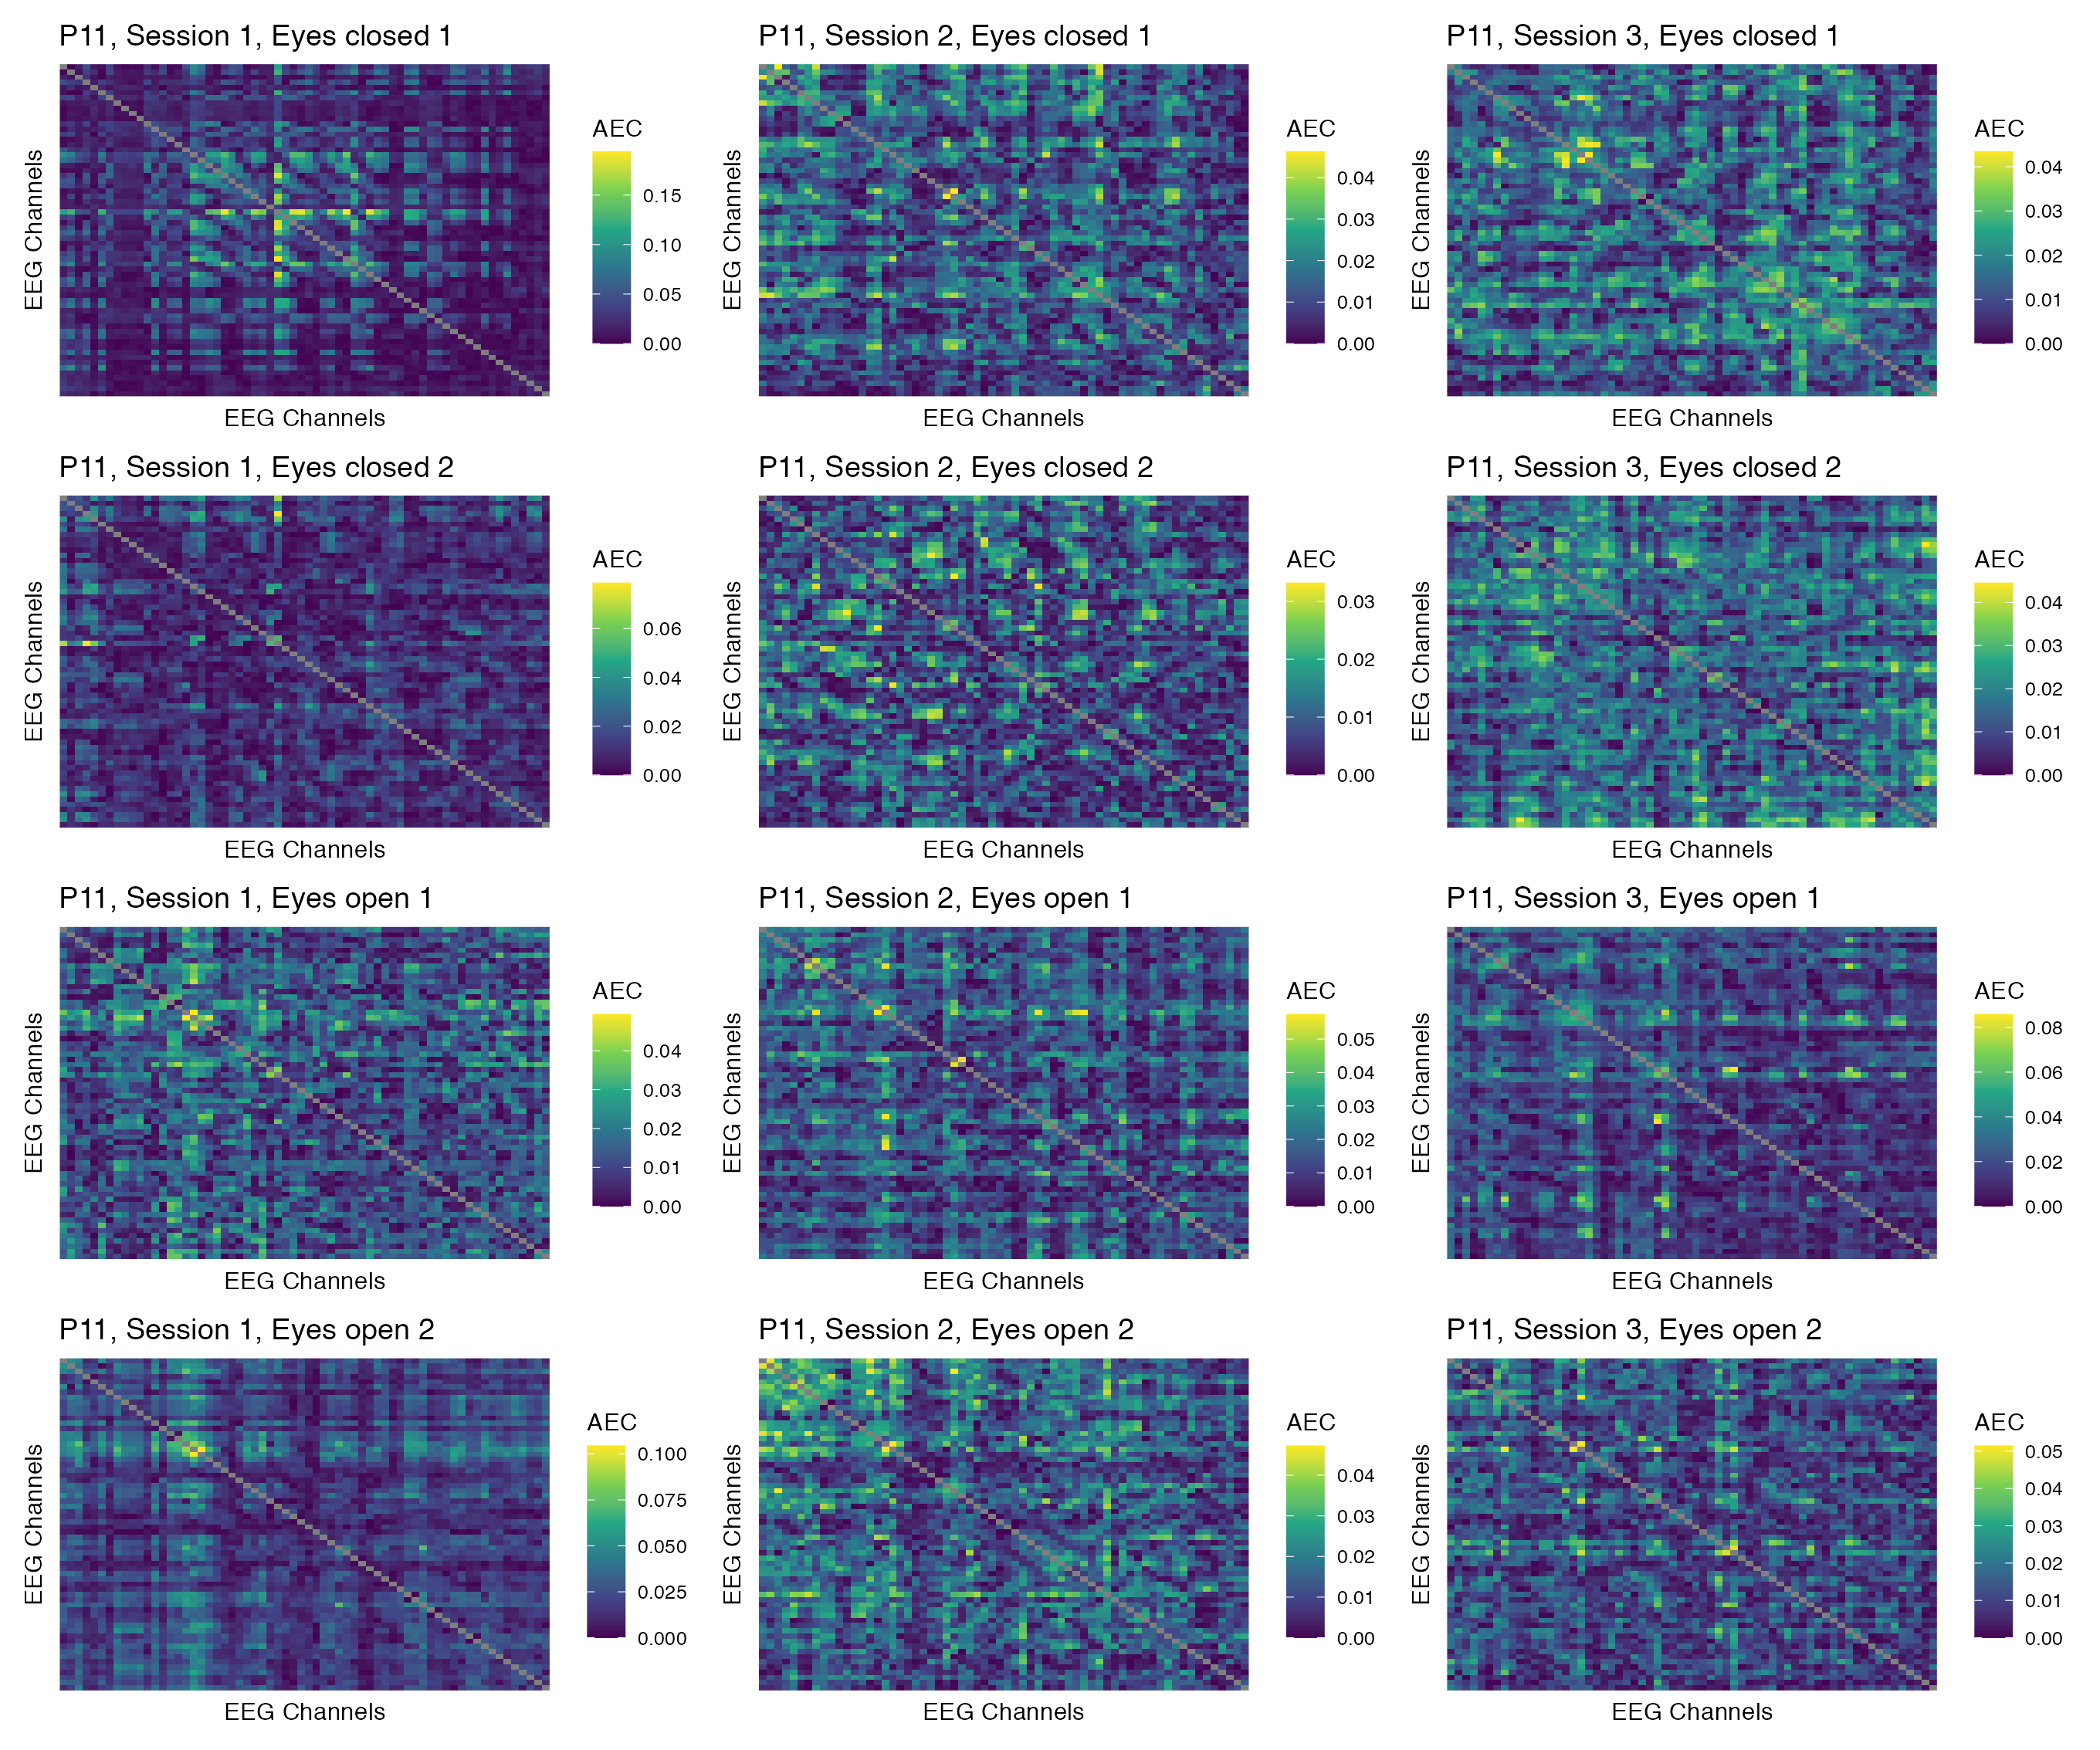 P11, Session 1, Eyes closed 1
EEG Channels
EEG Channels
AEC
0.15
0.10
0.05
0.00
P11, Session 2, Eyes closed 1
EEG Channels
EEG Channels
AEC
0.04
0.03
0.02
0.01
0.00
P11, Session 3, Eyes closed 1
EEG Channels
EEG Channels
AEC
0.04
0.03
0.02
0.01
0.00
P11, Session 1, Eyes closed 2
EEG Channels
EEG Channels
AEC
0.06
0.04
0.02
0.00
P11, Session 2, Eyes closed 2
EEG Channels
EEG Channels
AEC
0.03
0.02
0.01
0.00
P11, Session 3, Eyes closed 2
EEG Channels
EEG Channels
AEC
0.04
0.03
0.02
0.01
0.00
P11, Session 1, Eyes open 1
EEG Channels
EEG Channels
AEC
0.04
0.03
0.02
0.01
0.00
P11, Session 2, Eyes open 1
EEG Channels
EEG Channels
AEC
0.05
0.04
0.03
0.02
0.01
0.00
P11, Session 3, Eyes open 1
EEG Channels
EEG Channels
AEC
0.08
0.06
0.04
0.02
0.00
P11, Session 1, Eyes open 2
EEG Channels
EEG Channels
AEC
0.100
0.075
0.050
0.025
0.000
P11, Session 2, Eyes open 2
EEG Channels
EEG Channels
AEC
0.04
0.03
0.02
0.01
0.00
P11, Session 3, Eyes open 2
EEG Channels
EEG Channels
AEC
0.05
0.04
0.03
0.02
0.01
0.00